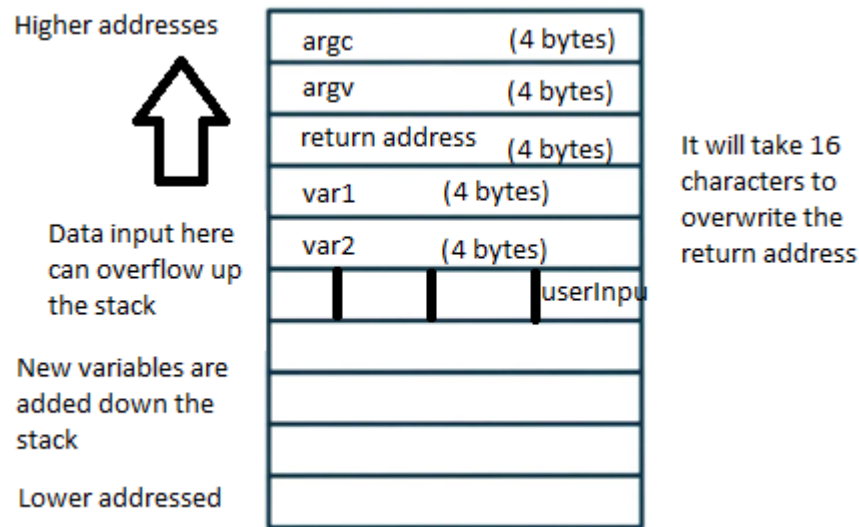 Higher addresses
argc (4 bytes)
argv (4 bytes)
return address (4 bytes)
var1 (4 bytes)
var2 (4 bytes)
userInpu
It will take 16
characters to
overwrite the
return address
Data input here
can overflow up
the stack
New variables are
added down the
stack
Lower addressed